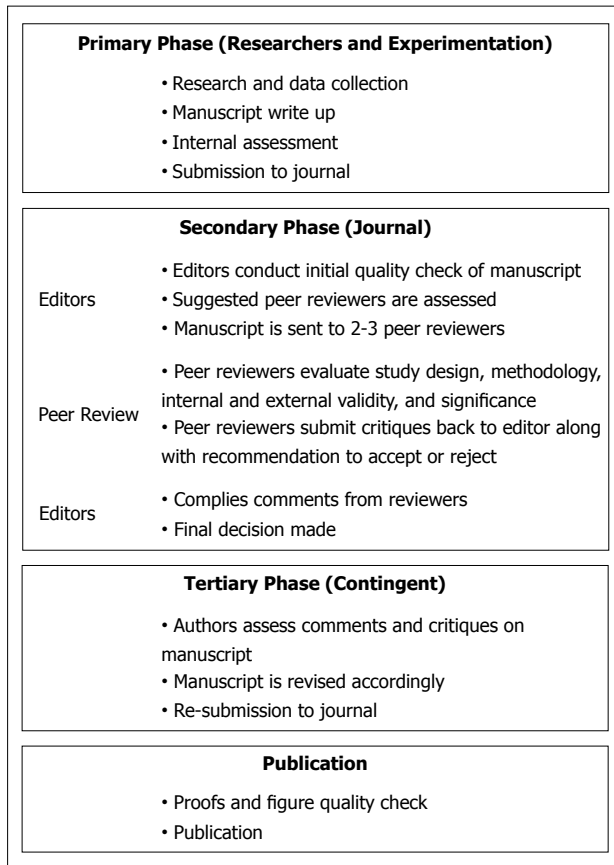 Primary Phase (Researchers and Experimentation)
• Research and data collection
• Manuscript write up
• Internal assessment
• Submission to journal
Secondary Phase (Journal)
Editors
• Editors conduct initial quality check of manuscript
• Suggested peer reviewers are assessed
• Manuscript is sent to 2-3 peer reviewers
Peer Review
• Peer reviewers evaluate study design, methodology,
internal and external validity, and significance
• Peer reviewers submit critiques back to editor along
with recommendation to accept or reject
Editors
• Complies comments from reviewers
• Final decision made
Tertiary Phase (Contingent)
• Authors assess comments and critiques on
manuscript
• Manuscript is revised accordingly
• Re-submission to journal
Publication
• Proofs and figure quality check
• Publication